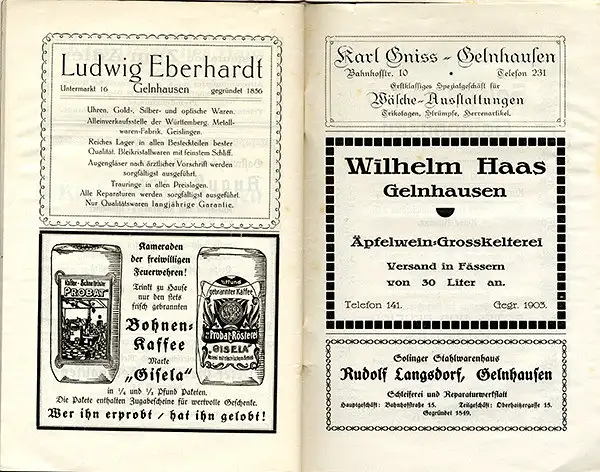 Ludwig Eberhardt
Untermarkt 16 Gelnhausen gegründet 1856
Uhren, Gold-, Silber- und optische Waren.
Alleinverkaufsstelle der Württemberg. Metall-
waren-Fabrik, Geislingen.
Reiches Lager in allen Besteckteilen bester
Qualität. Bleikristallwaren mit feinstem Schliff.
Augengläser nach ärztlicher Vorschrift werden
sorgfältigst ausgeführt.
Trauringe in allen Preislagen.
Alle Reparaturen werden sorgfältigst ausgeführt.
Nur Qualitätswaren langjährige Garantie.
Kameraden
der freiwilligen
Feuerwehren!
Trinkt zu Hause
nur den stets
frisch gebrannten
Bohnen-
Kaffee
Marke
„Gisela"
in ¼ und ½ Pfund Paketen.
Die Pakete enthalten Zugabescheine für wertvolle Geschenke.
Wer ihn erprobt / hat ihn gelobt!
PROBAT
gebrannter Kaffee
Probat-Rösterei
GISELA
Karl Gniss - Gelnhausen
Bahnhofstr. 10 • Telefon 231
Erstklassiges Spezialgeschäft für
Wäsche-Ausstattungen
Trikotagen, Strümpfe, Herrenartikel.
Wilhelm Haas
Gelnhausen
Äpfelwein-Grosskelterei
Versand in Fässern
von 30 Liter an.
Telefon 141. Gegr. 1903.
Solinger Stahlwarenhaus
Rudolf Langsdorf, Gelnhausen
Schleiferei und Reparaturwerkstatt
Hauptgeschäft: Bahnhofstraße 15. Teilgeschäft: Oberhaitzergasse 15.
Gegründet 1849.